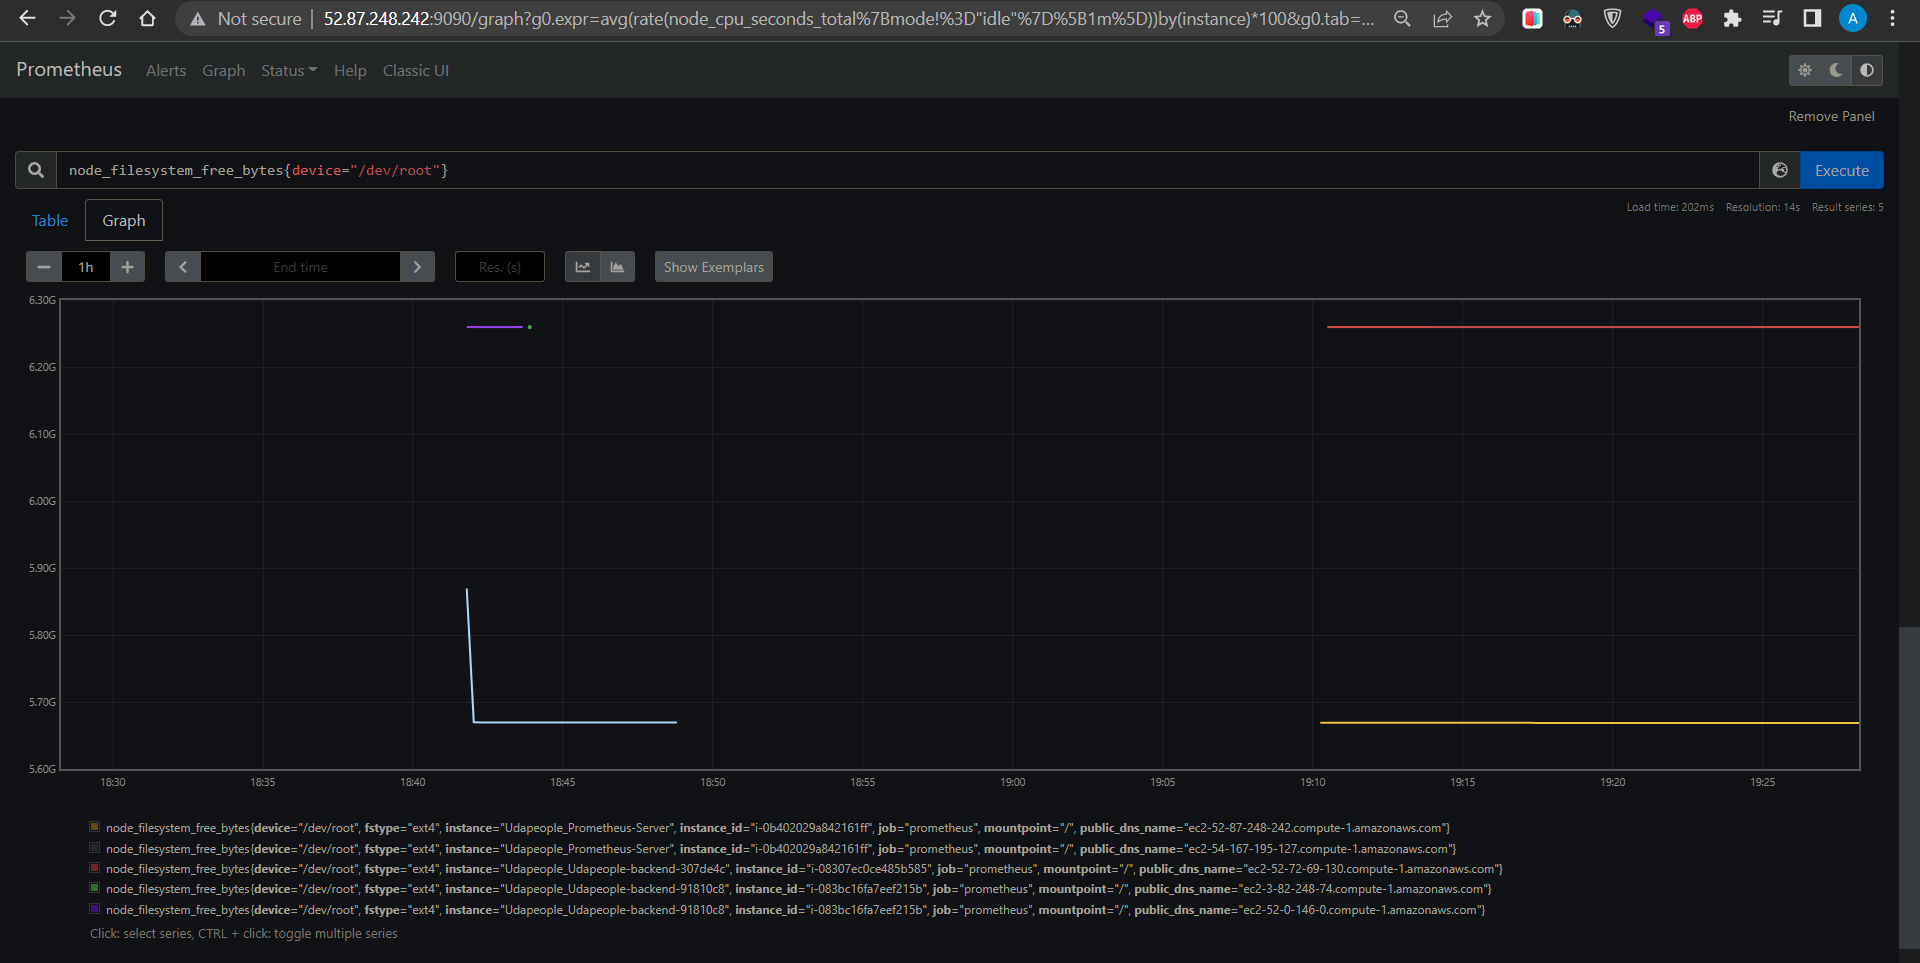 Not secure | 52.87.248.242:9090/graph?g0.expr=avg(rate(node_cpu_seconds_total%7Bmode!%3D"idle"%7D%5B1m%5D))by(instance)*100&g0.tab=...
5
ABP
A
Prometheus Alerts Graph Status Help Classic UI
Remove Panel
node_filesystem_free_bytes{device="/dev/root"}
Execute
Table Graph
Load time: 202ms Resolution: 14s Result series: 5
1h
End time
Res. (s)
Show Exemplars
6.30G
6.20G
6.10G
6.00G
5.90G
5.80G
5.70G
5.60G
18:30 18:35 18:40 18:45 18:50 18:55 19:00 19:05 19:10 19:15 19:20 19:25
node_filesystem_free_bytes{device="/dev/root", fstype="ext4", instance="Udapeople_Prometheus-Server", instance_id="i-0b402029a842161ff", job="prometheus", mountpoint="/", public_dns_name="ec2-52-87-248-242.compute-1.amazonaws.com"}
node_filesystem_free_bytes{device="/dev/root", fstype="ext4", instance="Udapeople_Prometheus-Server", instance_id="i-0b402029a842161ff", job="prometheus", mountpoint="/", public_dns_name="ec2-54-167-195-127.compute-1.amazonaws.com"}
node_filesystem_free_bytes{device="/dev/root", fstype="ext4", instance="Udapeople_Udapeople-backend-307de4c", instance_id="i-08307ec0ce485b585", job="prometheus", mountpoint="/", public_dns_name="ec2-52-72-69-130.compute-1.amazonaws.com"}
node_filesystem_free_bytes{device="/dev/root", fstype="ext4", instance="Udapeople_Udapeople-backend-91810c8", instance_id="i-083bc16fa7eef215b", job="prometheus", mountpoint="/", public_dns_name="ec2-3-82-248-74.compute-1.amazonaws.com"}
node_filesystem_free_bytes{device="/dev/root", fstype="ext4", instance="Udapeople_Udapeople-backend-91810c8", instance_id="i-083bc16fa7eef215b", job="prometheus", mountpoint="/", public_dns_name="ec2-52-0-146-0.compute-1.amazonaws.com"}
Click: select series, CTRL + click: toggle multiple series